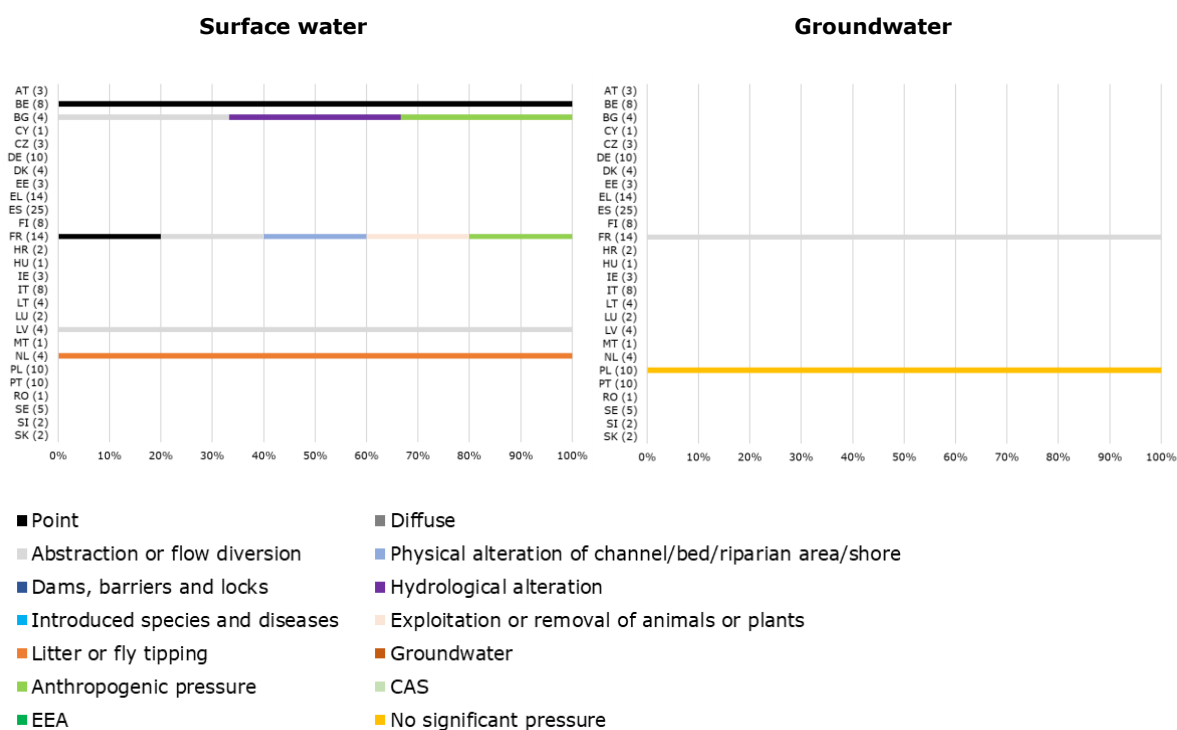 Surface water
AT (3)
BE (8)
BG (4)
CY (1)
CZ (3)
DE (10)
DK (4)
EE (3)
EL (14)
ES (25)
FI (8)
FR (14)
HR (2)
HU (1)
IE (3)
IT (8)
LT (4)
LU (2)
LV (4)
MT (1)
NL (4)
PL (10)
PT (10)
RO (1)
SE (5)
SI (2)
SK (2)
0% 10% 20% 30% 40% 50% 60% 70% 80% 90% 100%
Groundwater
AT (3)
BE (8)
BG (4)
CY (1)
CZ (3)
DE (10)
DK (4)
EE (3)
EL (14)
ES (25)
FI (8)
FR (14)
HR (2)
HU (1)
IE (3)
IT (8)
LT (4)
LU (2)
LV (4)
MT (1)
NL (4)
PL (10)
PT (10)
RO (1)
SE (5)
SI (2)
SK (2)
0% 10% 20% 30% 40% 50% 60% 70% 80% 90% 100%
Point
Diffuse
Abstraction or flow diversion
Physical alteration of channel/bed/riparian area/shore
Dams, barriers and locks
Hydrological alteration
Introduced species and diseases
Exploitation or removal of animals or plants
Litter or fly tipping
Groundwater
Anthropogenic pressure
CAS
EEA
No significant pressure